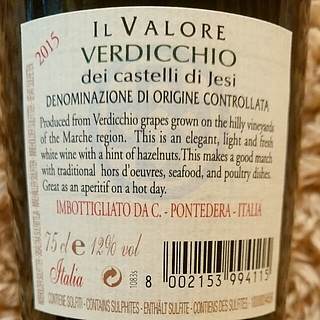 2015
IL VALORE
VERDICCHIO
dei castelli di Jesi
DENOMINAZIONE DI ORIGINE CONTROLLATA
Produced from Verdicchio grapes grown on the hilly vineyards
of the Marche region. This is an elegant, light and fresh
white wine with a hint of hazelnuts.This makes a good match
with traditional hors d'oeuvres, seafood, and poultry dishes.
Great as an aperitif on a hot day.
IMBOTTIGLIATO DA C. - PONTEDERA - ITALIA
75 cl e 12% vol
Italia
1083s
8 002153 994115
CONTIENE SOLFITI - CONTAINS SULPHITES - ENTHÄLT SULFITE - CONTIENT DES SULFITES -